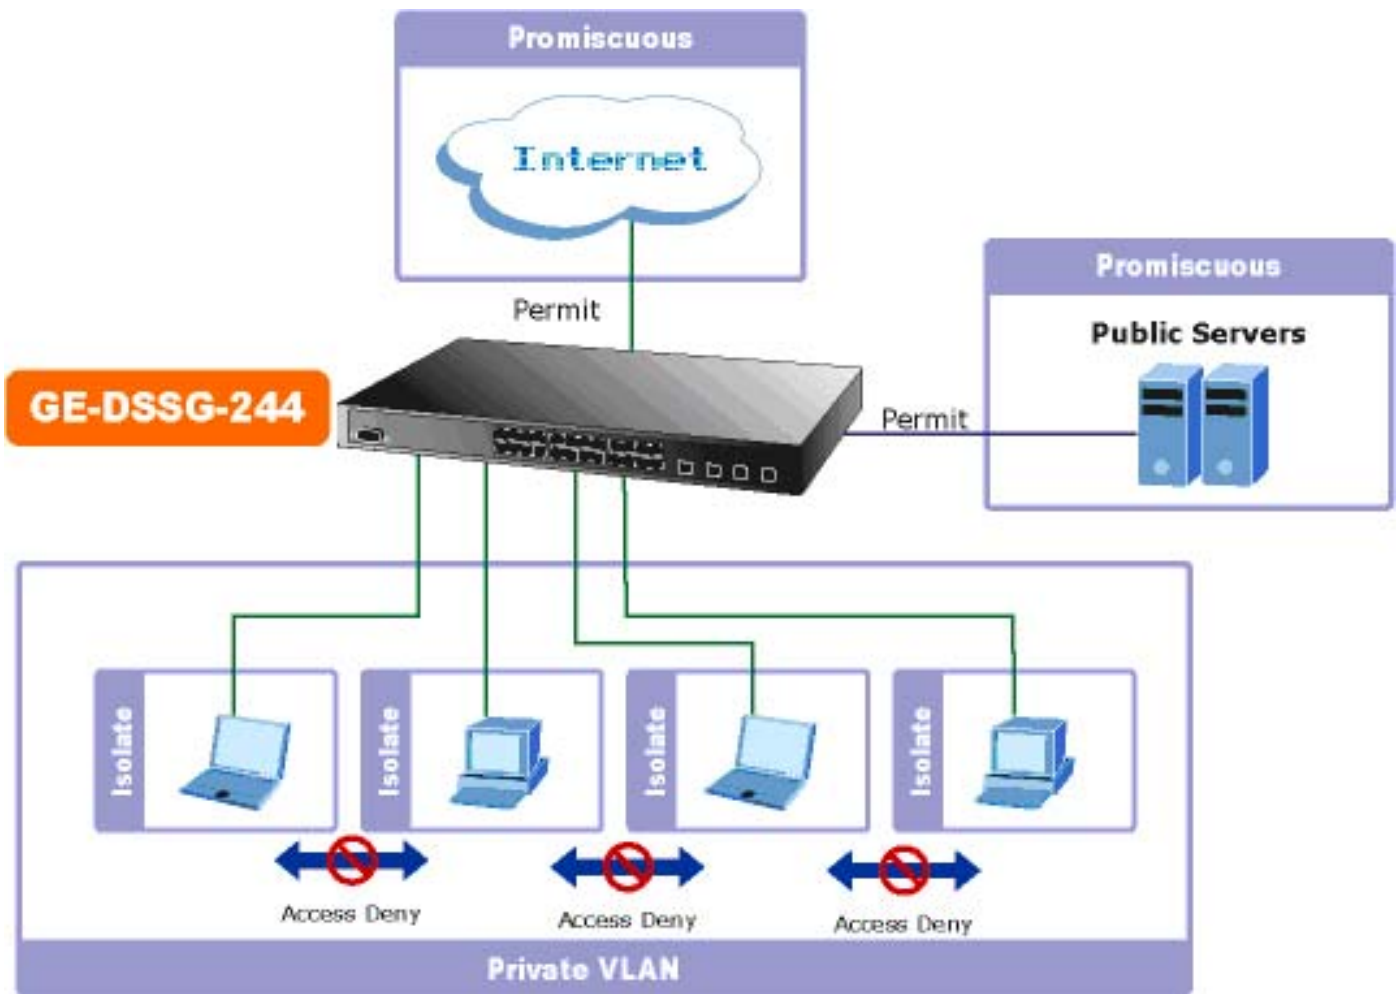 Promiscuous
Internet
Permit
Promiscuous
Public Servers
GE-DSSG-244
Permit
Isolate
Isolate
Isolate
Isolate
Access Deny
Access Deny
Access Deny
Private VLAN